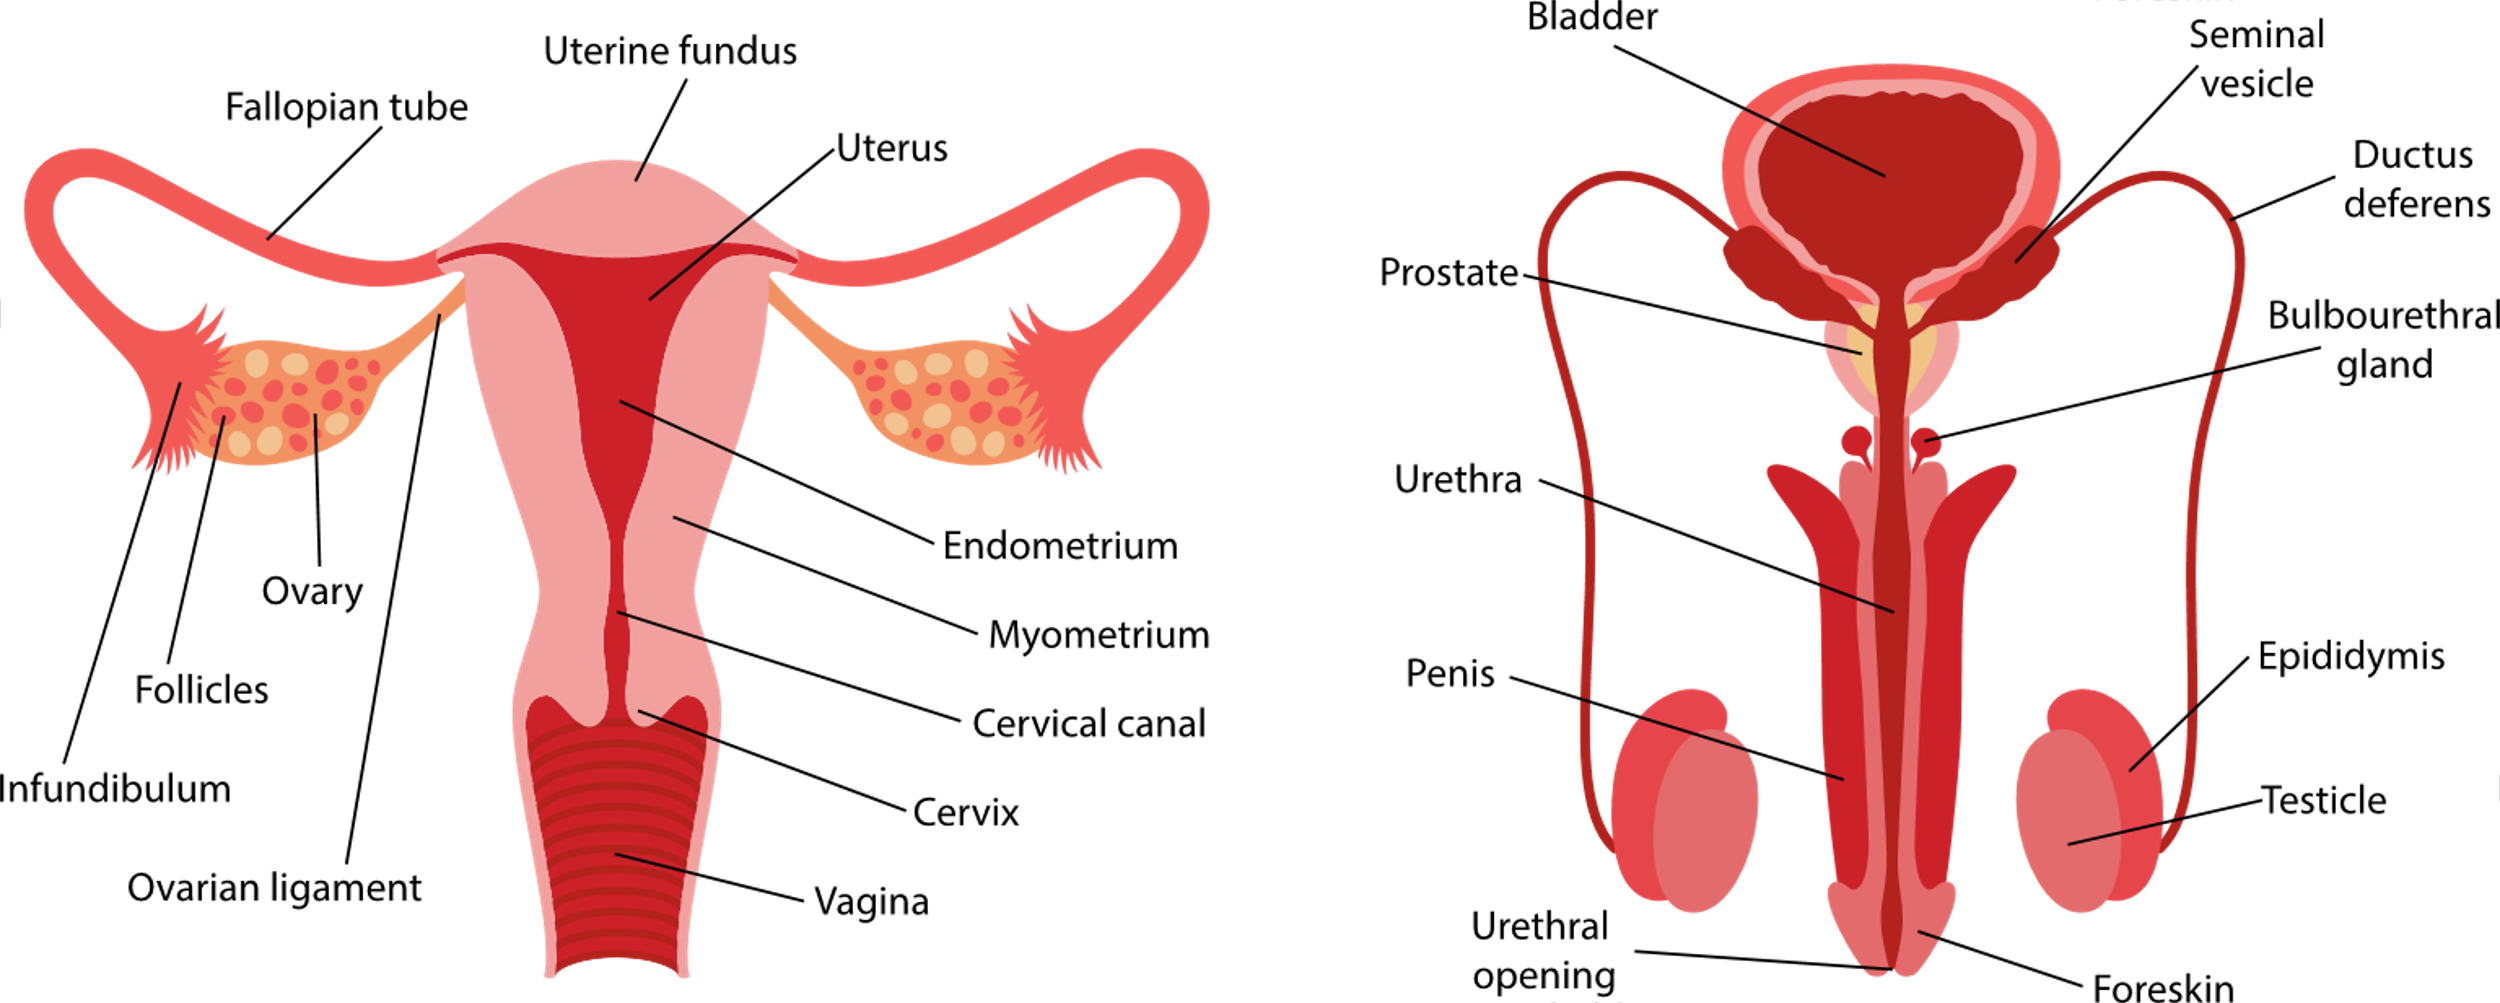 Uterine fundus
Fallopian tube
Uterus
Endometrium
Ovary
Myometrium
Follicles
Cervical canal
Infundibulum
Cervix
Ovarian ligament
Vagina
Bladder
Seminal
vesicle
Ductus
deferens
Prostate
Bulbourethral
gland
Urethra
Epididymis
Penis
Testicle
Urethral
opening
Foreskin